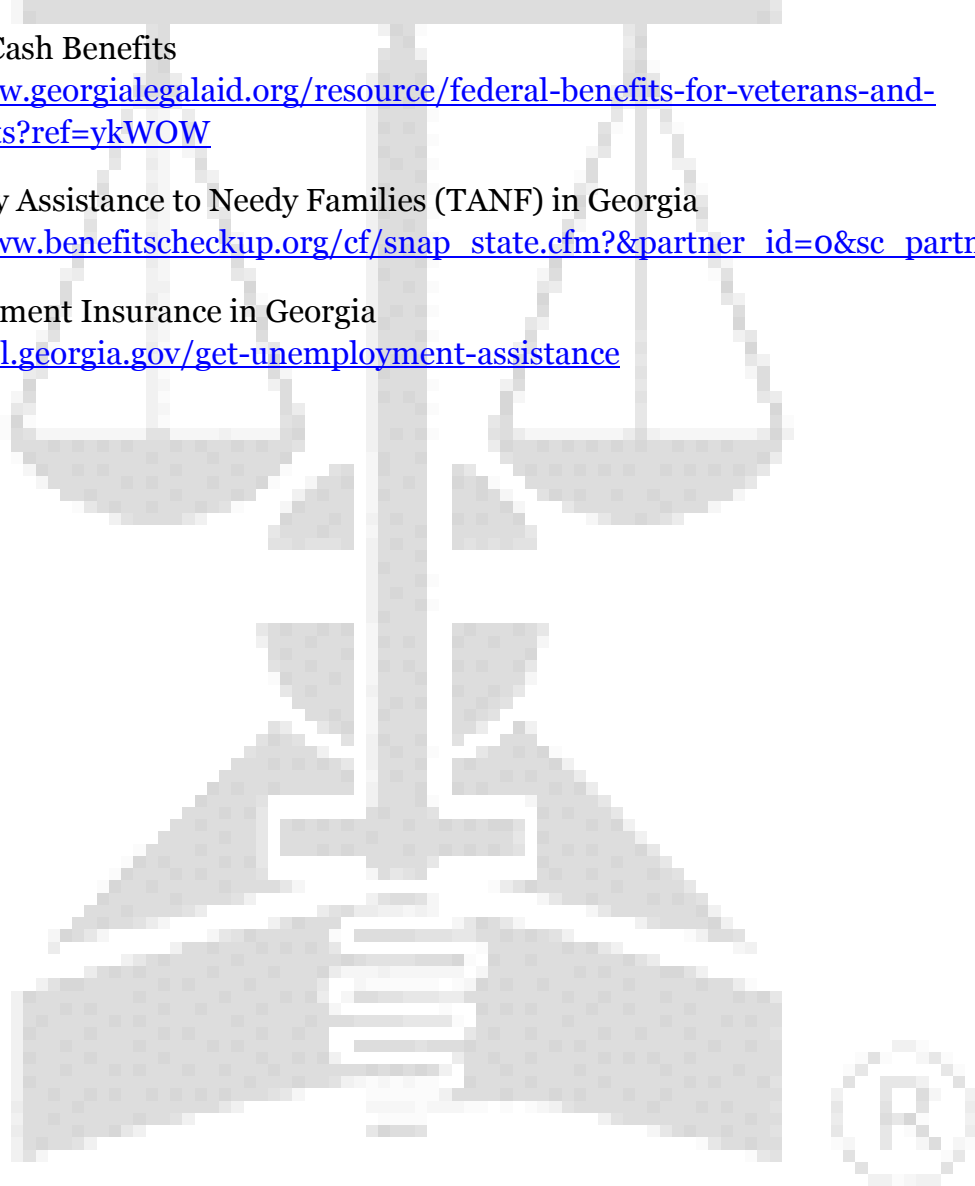 Cash Benefits
w.georgialegalaid.org/resource/federal-benefits-for-veterans-and-
ts?ref=ykWOW
y Assistance to Needy Families (TANF) in Georgia
ww.benefitscheckup.org/cf/snap_state.cfm?&partner_id=0&sc_partn
ment Insurance in Georgia
l.georgia.gov/get-unemployment-assistance
®